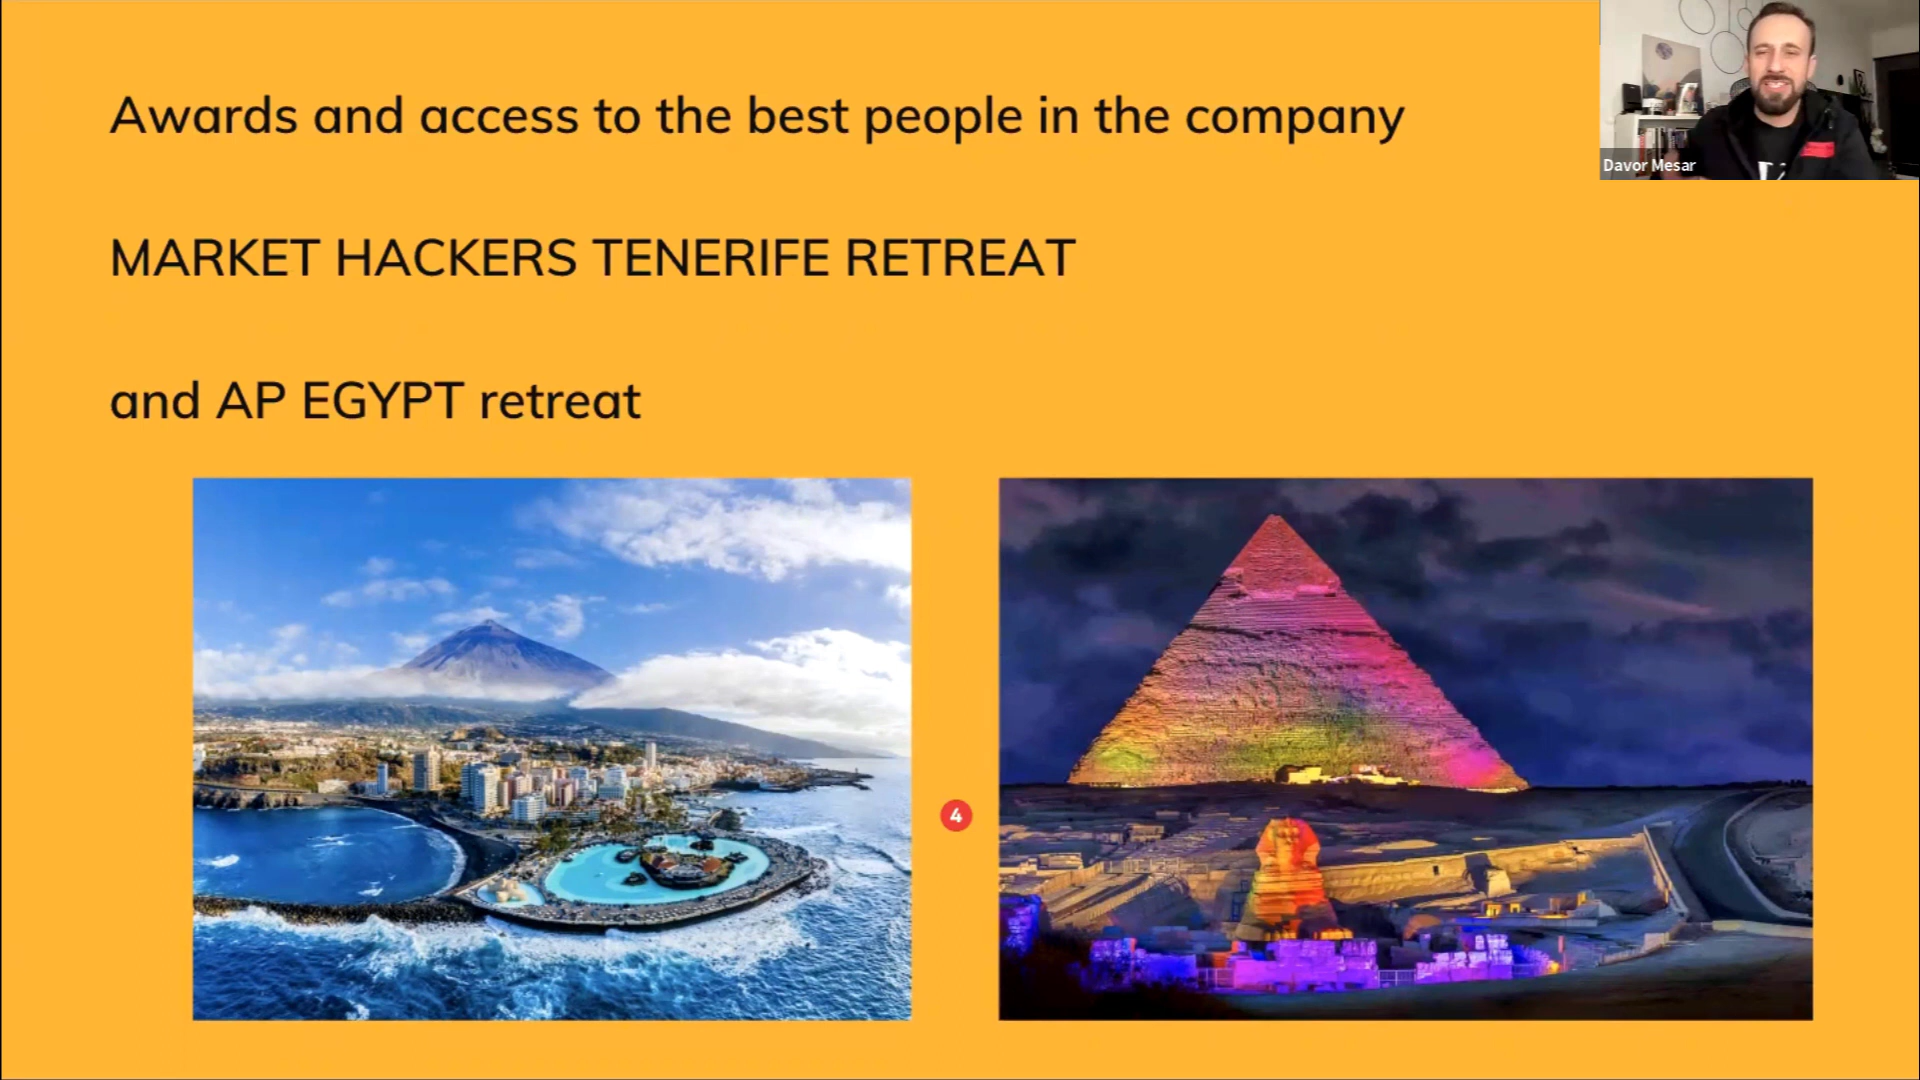 Awards and access to the best people in the company
Davor Mesar
MARKET HACKERS TENERIFE RETREAT
and AP EGYPT retreat
4